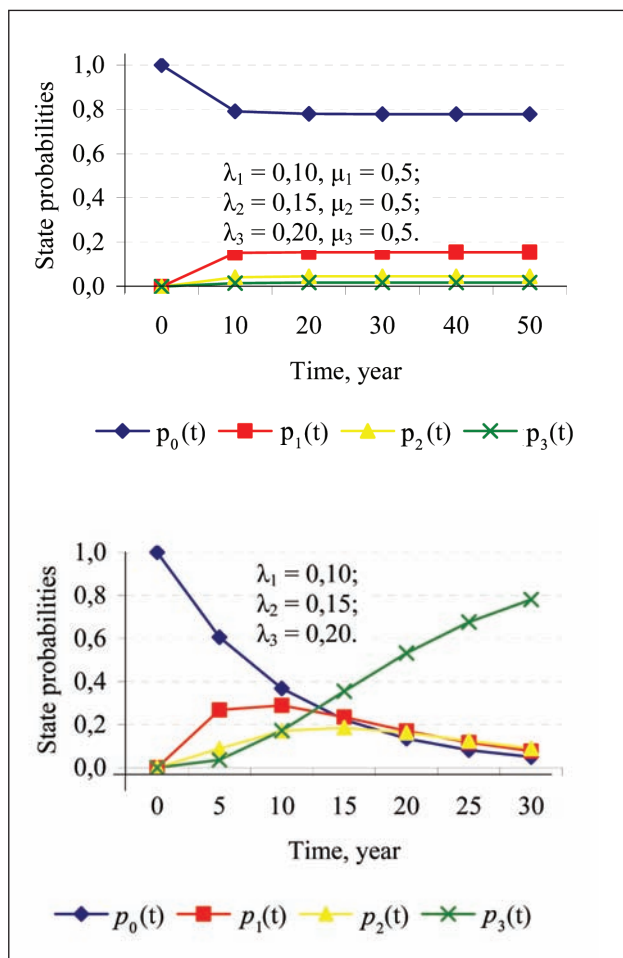 State probabilities
1,0
0,8
0,6
0,4
0,2
0,0
λ₁ = 0,10, μ₁ = 0,5;
λ₂ = 0,15, μ₂ = 0,5;
λ₃ = 0,20, μ₃ = 0,5.
0 10 20 30 40 50
Time, year
p₀(t) p₁(t) p₂(t) p₃(t)
State probabilities
1,0
0,8
0,6
0,4
0,2
0,0
λ₁ = 0,10;
λ₂ = 0,15;
λ₃ = 0,20.
0 5 10 15 20 25 30
Time, year
p₀(t) p₁(t) p₂(t) p₃(t)